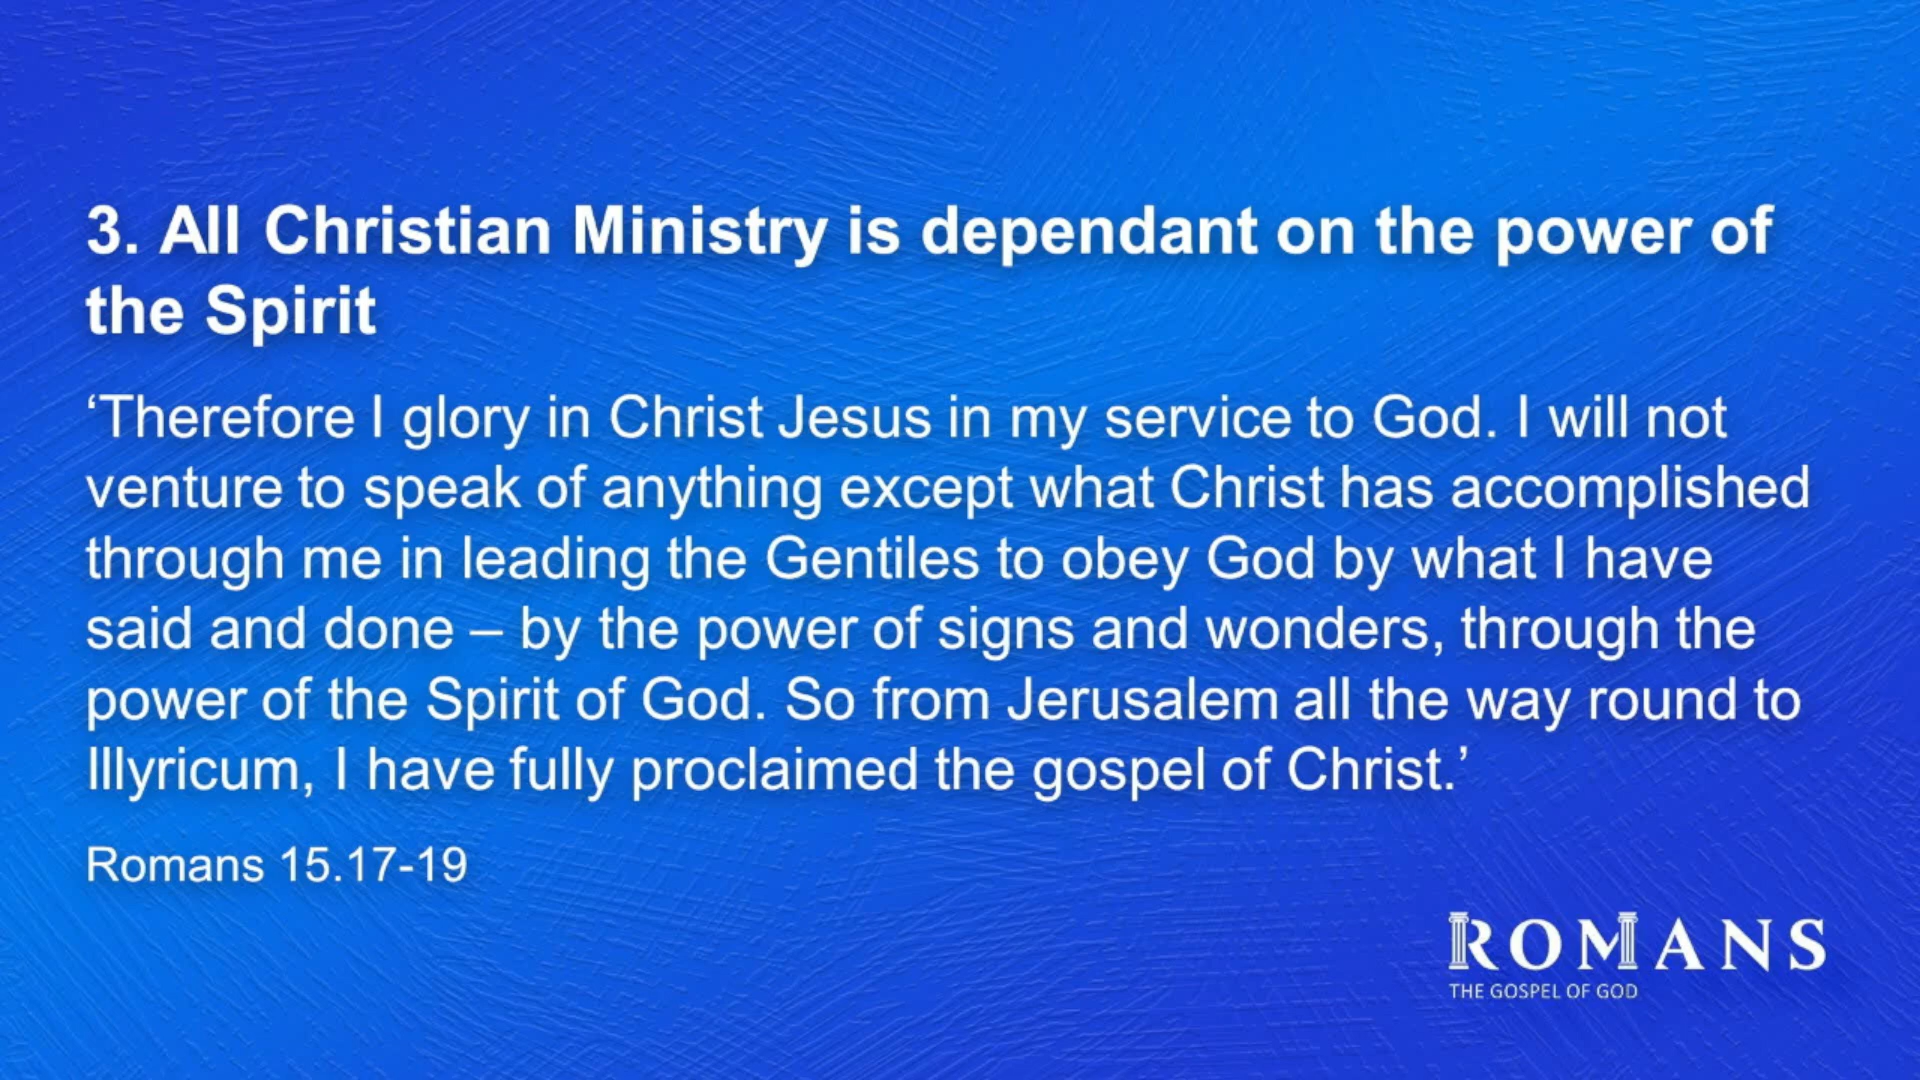 3. All Christian Ministry is dependant on the power of
the Spirit
‘Therefore I glory in Christ Jesus in my service to God. I will not
venture to speak of anything except what Christ has accomplished
through me in leading the Gentiles to obey God by what I have
said and done – by the power of signs and wonders, through the
power of the Spirit of God. So from Jerusalem all the way round to
Illyricum, I have fully proclaimed the gospel of Christ.’
Romans 15.17-19
ROMANS
THE GOSPEL OF GOD